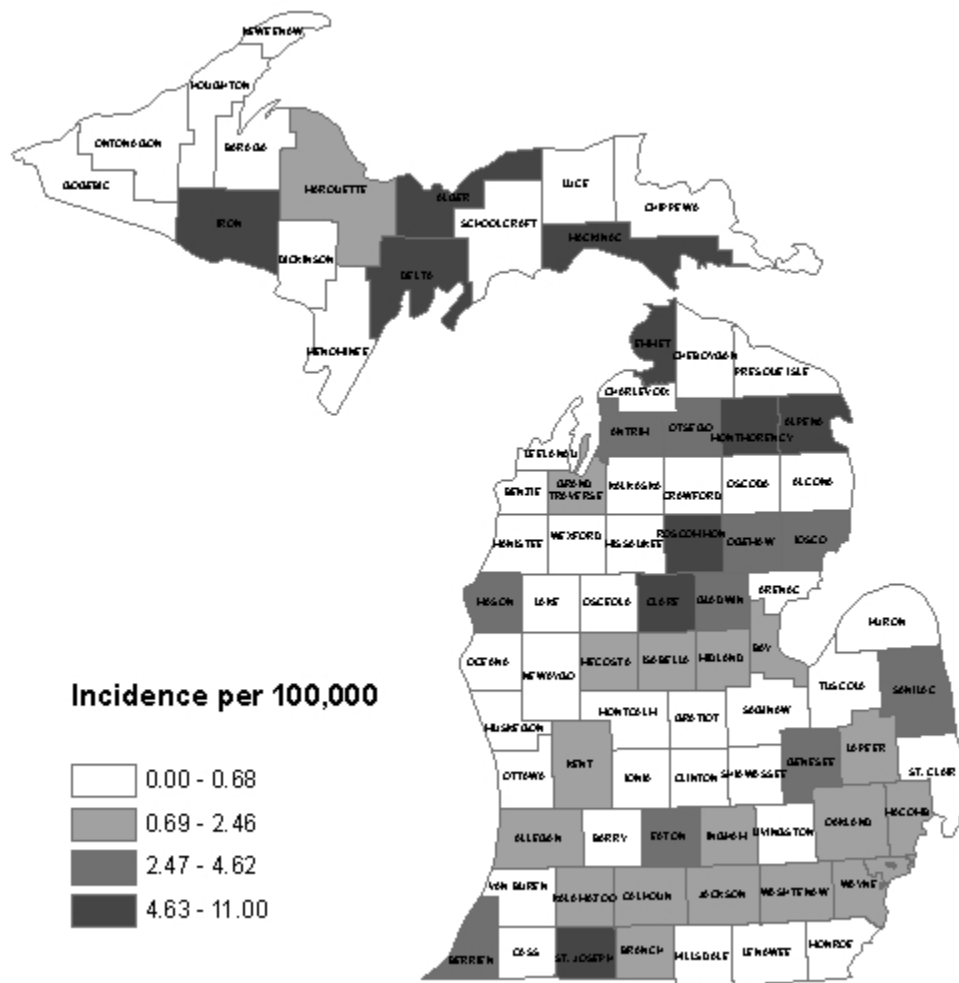 KEWEENAW
HOUGHTON
ONTONAGON
BARAGA
GOGEBIC
MARQUETTE
LUCE
ALGER
CHIPPEWA
IRON
SCHOOLCRAFT
MACKINAC
DICKINSON
DELTA
MENOMINEE
EMMET
CHEBOYGAN
PRESQUE ISLE
CHARLEVOIX
ANTRIM
OTSEGO
MONTMORENCY
ALPENA
LEELANAU
BENZIE
GRAND
TRAVERSE
KALKASKA
CRAWFORD
OSCODA
ALCONA
MANISTEE
WEXFORD
MISSAUKEE
ROSCOMMON
OGEMAW
IOSCO
MASON
LAKE
OSCEOLA
CLARE
GLADWIN
ARENAC
HURON
OCEANA
NEWAYGO
MECOSTA
ISABELLA
MIDLAND
BAY
TUSCOLA
SANILAC
Incidence per 100,000
MUSKEGON
MONTCALM
GRATIOT
SAGINAW
OTTAWA
KENT
IONIA
CLINTON
SHIAWASSEE
GENESEE
LAPEER
ST. CLAIR
0.00 - 0.68
0.69 - 2.46
2.47 - 4.62
4.63 - 11.00
ALLEGAN
BARRY
EATON
INGHAM
LIVINGSTON
OAKLAND
MACOMB
VAN BUREN
KALAMAZOO
CALHOUN
JACKSON
WASHTENAW
WAYNE
BERRIEN
CASS
ST. JOSEPH
BRANCH
HILLSDALE
LENAWEE
MONROE